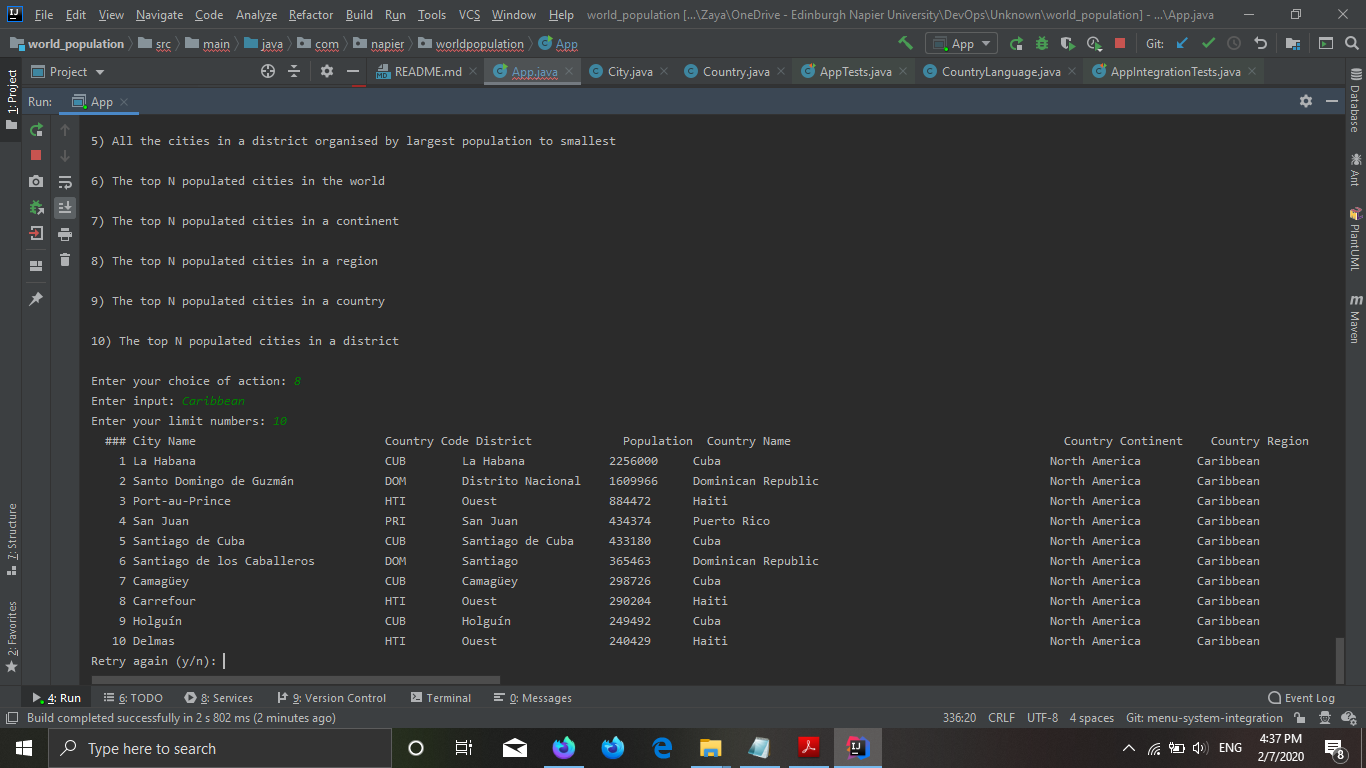 File Edit View Navigate Code Analyze Refactor Build Run Tools VCS Window Help world_population [...\Zaya\OneDrive - Edinburgh Napier University\DevOps\Unknown\world_population] - ...\App.java
world_population src main java com napier worldpopulation App App Git:
1: Project
Project README.md App.java City.java Country.java AppTests.java CountryLanguage.java AppIntegrationTests.java
Run: App
Database
Ant
PlantUML
Maven
5) All the cities in a district organised by largest population to smallest
6) The top N populated cities in the world
7) The top N populated cities in a continent
8) The top N populated cities in a region
9) The top N populated cities in a country
10) The top N populated cities in a district
Enter your choice of action: 8
Enter input: Caribbean
Enter your limit numbers: 10
### City Name Country Code District Population Country Name Country Continent Country Region
1 La Habana CUB La Habana 2256000 Cuba North America Caribbean
2 Santo Domingo de Guzmán DOM Distrito Nacional 1609966 Dominican Republic North America Caribbean
3 Port-au-Prince HTI Ouest 884472 Haiti North America Caribbean
4 San Juan PRI San Juan 434374 Puerto Rico North America Caribbean
5 Santiago de Cuba CUB Santiago de Cuba 433180 Cuba North America Caribbean
6 Santiago de los Caballeros DOM Santiago 365463 Dominican Republic North America Caribbean
7 Camagüey CUB Camagüey 298726 Cuba North America Caribbean
8 Carrefour HTI Ouest 290204 Haiti North America Caribbean
9 Holguín CUB Holguín 249492 Cuba North America Caribbean
10 Delmas HTI Ouest 240429 Haiti North America Caribbean
Retry again (y/n):
7: Structure
2: Favorites
4: Run 6: TODO 8: Services 9: Version Control Terminal 0: Messages Event Log
Build completed successfully in 2 s 802 ms (2 minutes ago) 336:20 CRLF UTF-8 4 spaces Git: menu-system-integration
Type here to search ENG 4:37 PM
2/7/2020 8